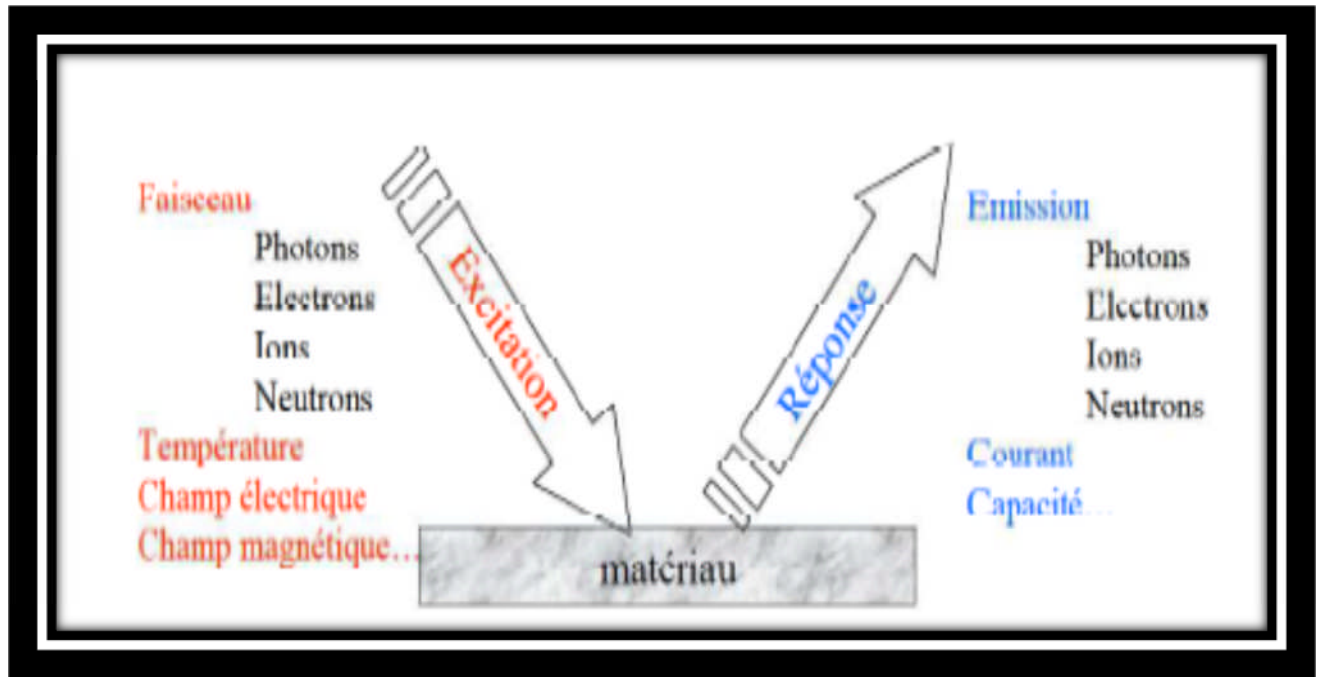 Faisceau
Photons
Electrons
Ions
Neutrons
Température
Champ électrique
Champ magnétique...
Excitation
Réponse
matériau
Emission
Photons
Electrons
Ions
Neutrons
Courant
Capacité...